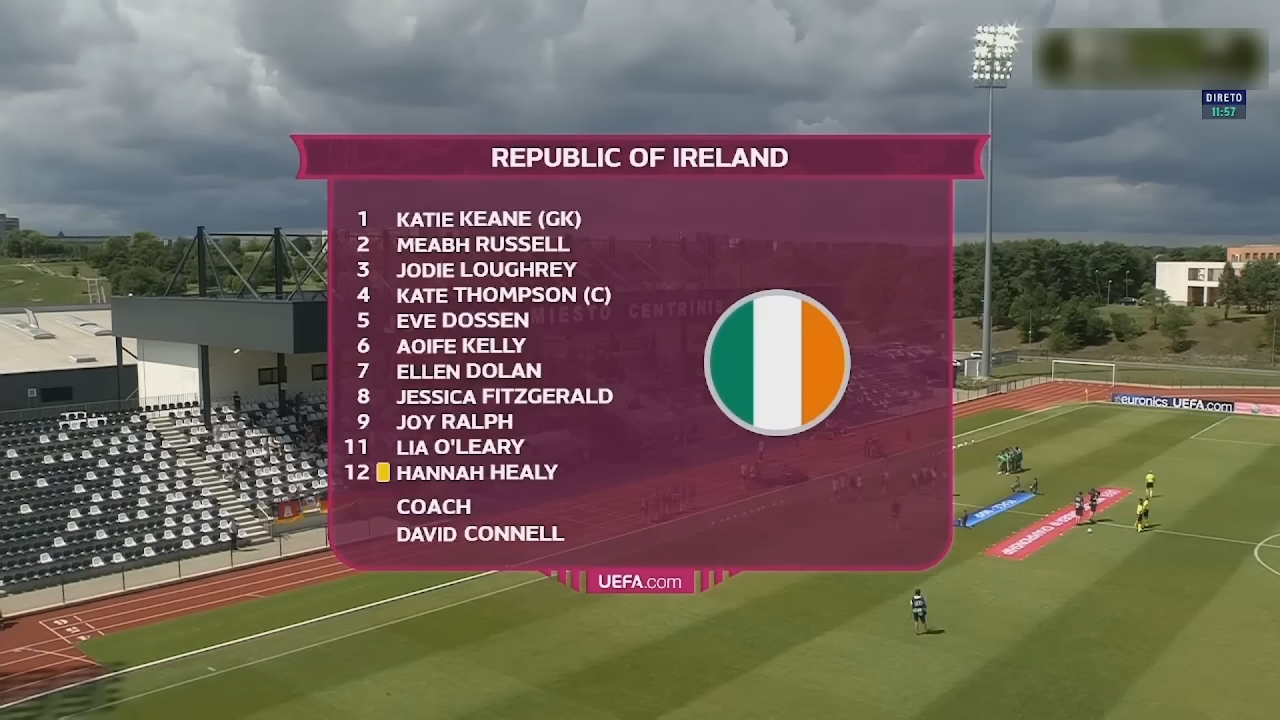 DIRETO
11:57
REPUBLIC OF IRELAND
1 KATIE KEANE (GK)
2 MEABH RUSSELL
3 JODIE LOUGHREY
4 KATE THOMPSON (C)
5 EVE DOSSEN
6 AOIFE KELLY
7 ELLEN DOLAN
8 JESSICA FITZGERALD
9 JOY RALPH
11 LIA O'LEARY
12 HANNAH HEALY
COACH
DAVID CONNELL
UEFA.com
MIESTO CENTRINIS
euronics UEFA.com